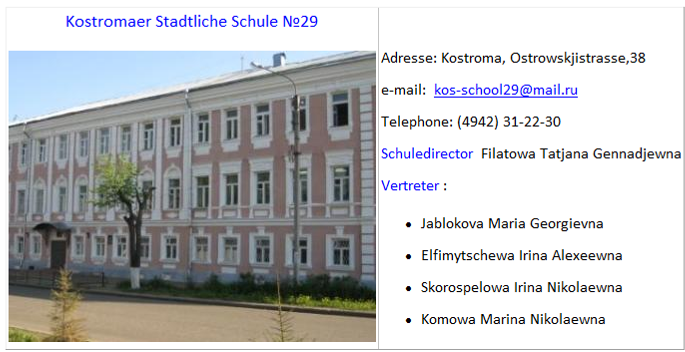 Kostromaer Stadtliche Schule №29
Adresse: Kostroma, Ostrowskjistrasse,38
e-mail: kos-school29@mail.ru
Telephone: (4942) 31-22-30
Schuledirector Filatowa Tatjana Gennadjewna
Vertreter :
• Jablokova Maria Georgievna
• Elfimytschewa Irina Alexeewna
• Skorospelowa Irina Nikolaewna
• Komowa Marina Nikolaewna